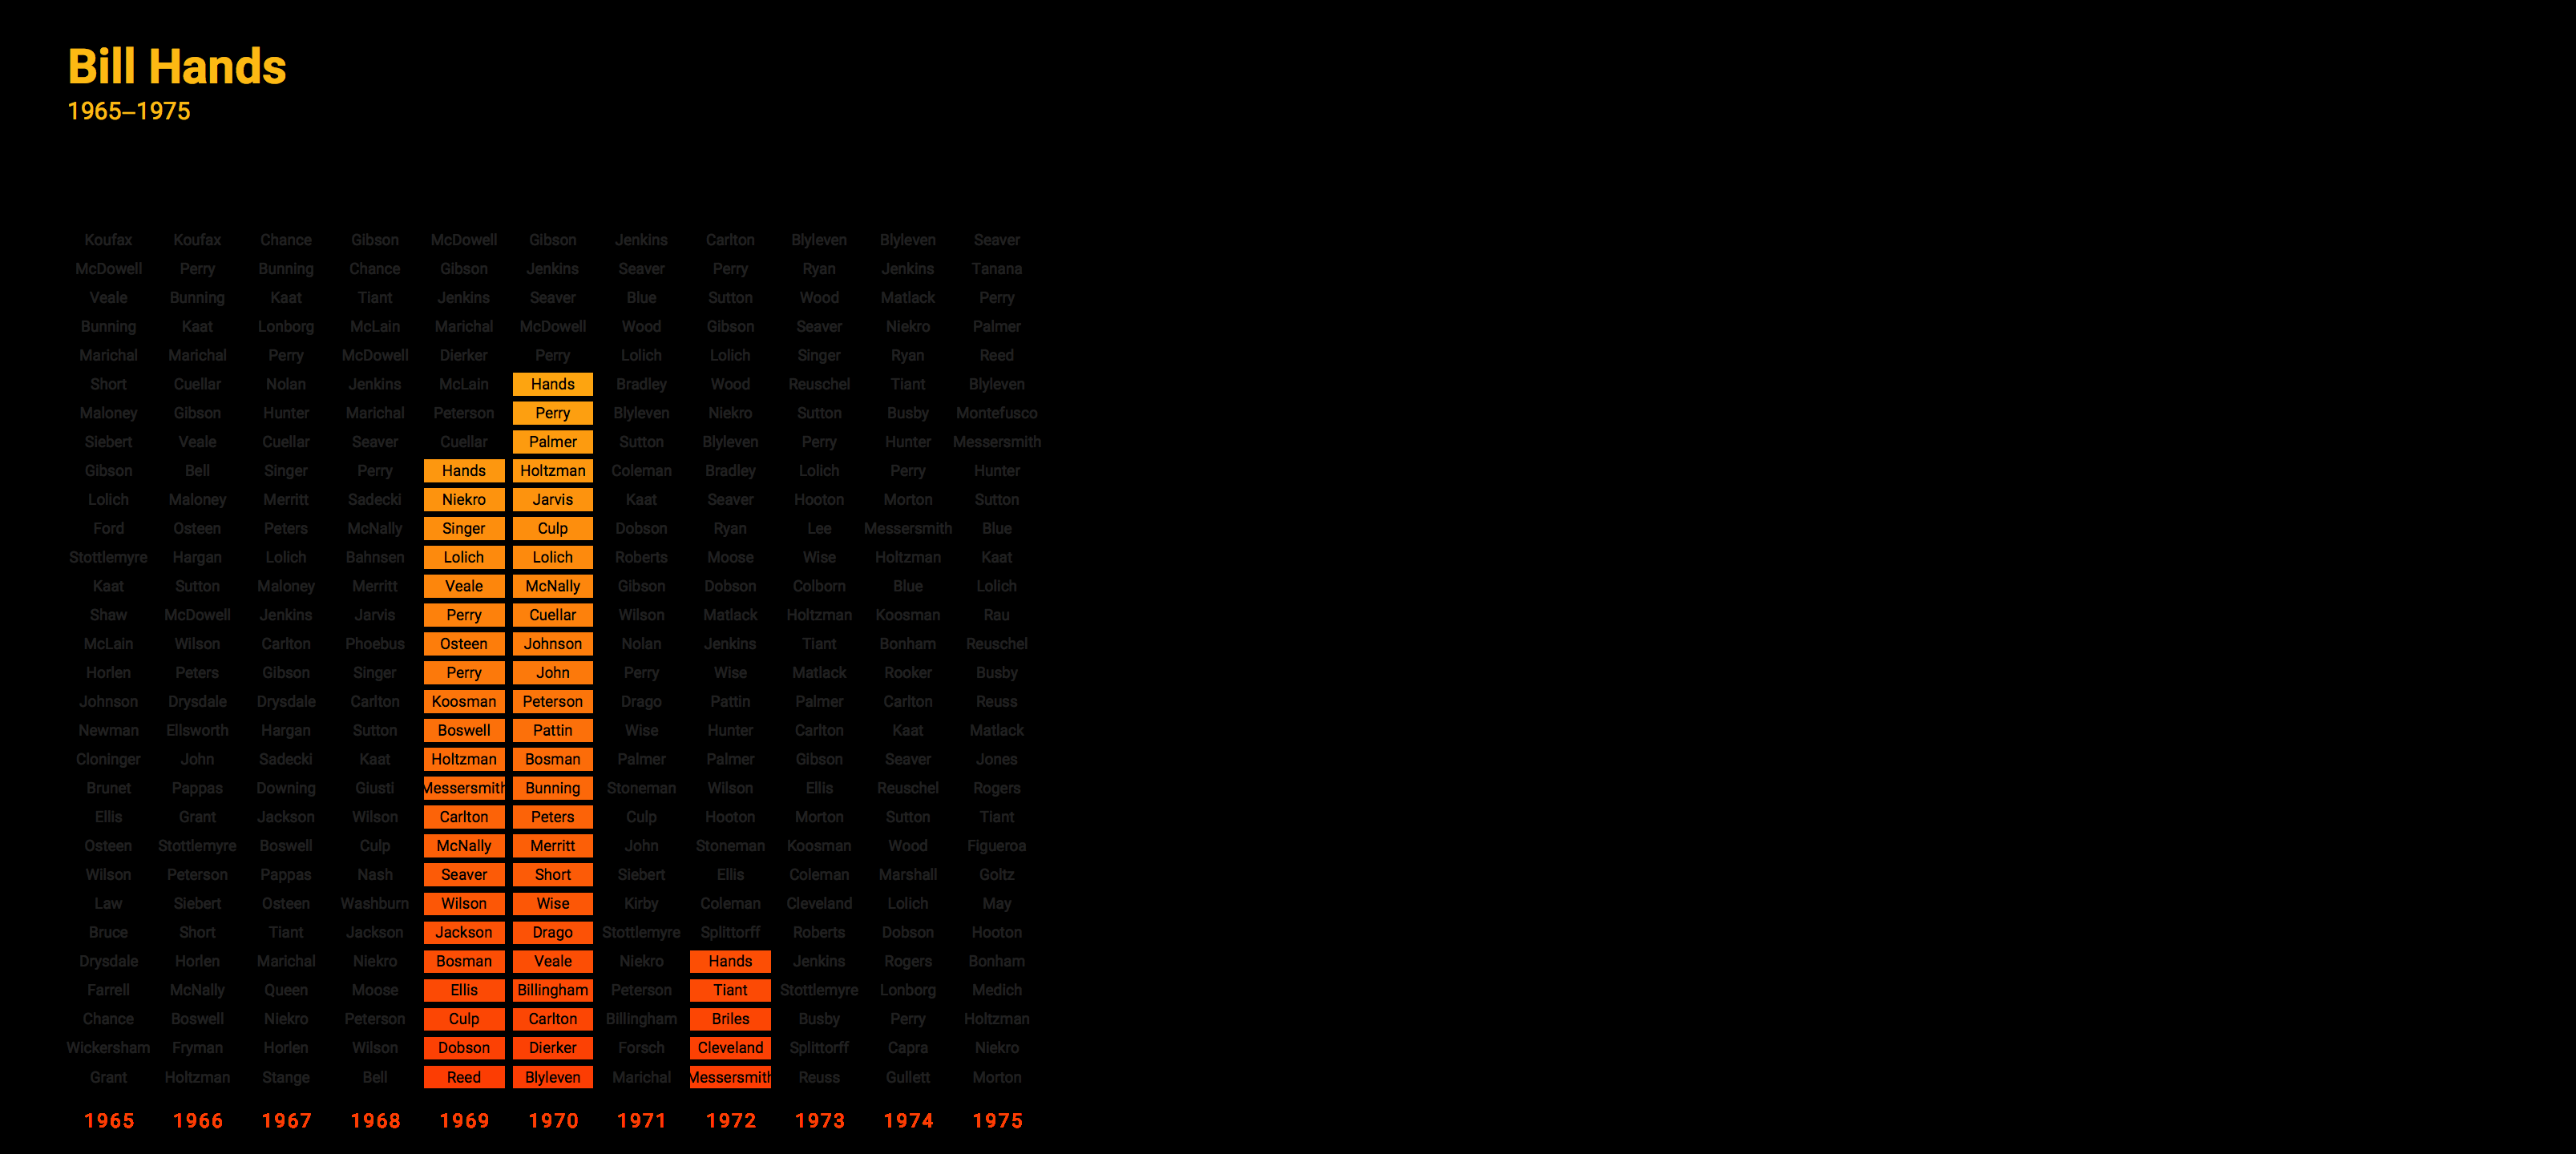 Bill Hands
1965–1975
Koufax Koufax Chance Gibson McDowell Gibson Jenkins Carlton Blyleven Blyleven Seaver
McDowell Perry Bunning Chance Gibson Jenkins Seaver Perry Ryan Jenkins Tanana
Veale Bunning Kaat Tiant Jenkins Seaver Blue Sutton Wood Matlack Perry
Bunning Kaat Lonborg McLain Marichal McDowell Wood Gibson Seaver Niekro Palmer
Marichal Marichal Perry McDowell Dierker Perry Lolich Lolich Singer Ryan Reed
Short Cuellar Nolan Jenkins McLain Hands Bradley Wood Reuschel Tiant Blyleven
Maloney Gibson Hunter Marichal Peterson Perry Blyleven Niekro Sutton Busby Montefusco
Siebert Veale Cuellar Seaver Cuellar Palmer Sutton Blyleven Perry Hunter Messersmith
Gibson Bell Singer Perry Hands Holtzman Coleman Bradley Lolich Perry Hunter
Lolich Maloney Merritt Sadecki Niekro Jarvis Kaat Seaver Hooton Morton Sutton
Ford Osteen Peters McNally Singer Culp Dobson Ryan Lee Messersmith Blue
Stottlemyre Hargan Lolich Bahnsen Lolich Lolich Roberts Moose Wise Holtzman Kaat
Kaat Sutton Maloney Merritt Veale McNally Gibson Dobson Colborn Blue Lolich
Shaw McDowell Jenkins Jarvis Perry Cuellar Wilson Matlack Holtzman Koosman Rau
McLain Wilson Carlton Phoebus Osteen Johnson Nolan Jenkins Tiant Bonham Reuschel
Horlen Peters Gibson Singer Perry John Perry Wise Matlack Rooker Busby
Johnson Drysdale Drysdale Carlton Koosman Peterson Drago Pattin Palmer Carlton Reuss
Newman Ellsworth Hargan Sutton Boswell Pattin Wise Hunter Carlton Kaat Matlack
Cloninger John Sadecki Kaat Holtzman Bosman Palmer Palmer Gibson Seaver Jones
Brunet Pappas Downing Giusti Messersmith Bunning Stoneman Wilson Ellis Reuschel Rogers
Ellis Grant Jackson Wilson Carlton Peters Culp Hooton Morton Sutton Tiant
Osteen Stottlemyre Boswell Culp McNally Merritt John Stoneman Koosman Wood Figueroa
Wilson Peterson Pappas Nash Seaver Short Siebert Ellis Coleman Marshall Goltz
Law Siebert Osteen Washburn Wilson Wise Kirby Coleman Cleveland Lolich May
Bruce Short Tiant Jackson Jackson Drago Stottlemyre Splittorff Roberts Dobson Hooton
Drysdale Horlen Marichal Niekro Bosman Veale Niekro Hands Jenkins Rogers Bonham
Farrell McNally Queen Moose Ellis Billingham Peterson Tiant Stottlemyre Lonborg Medich
Chance Boswell Niekro Peterson Culp Carlton Billingham Briles Busby Perry Holtzman
Wickersham Fryman Horlen Wilson Dobson Dierker Forsch Cleveland Splittorff Capra Niekro
Grant Holtzman Stange Bell Reed Blyleven Marichal Messersmith Reuss Gullett Morton
1965 1966 1967 1968 1969 1970 1971 1972 1973 1974 1975